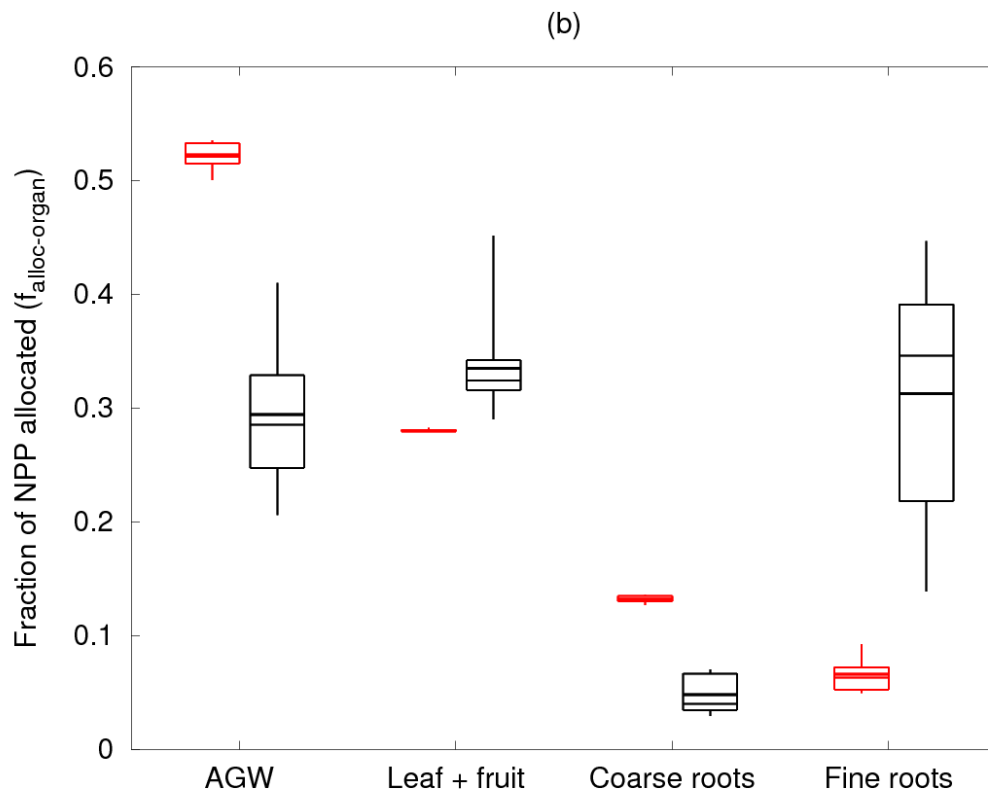 (b)
Fraction of NPP allocated (f_alloc-organ)
0.6
0.5
0.4
0.3
0.2
0.1
0
AGW
Leaf + fruit
Coarse roots
Fine roots